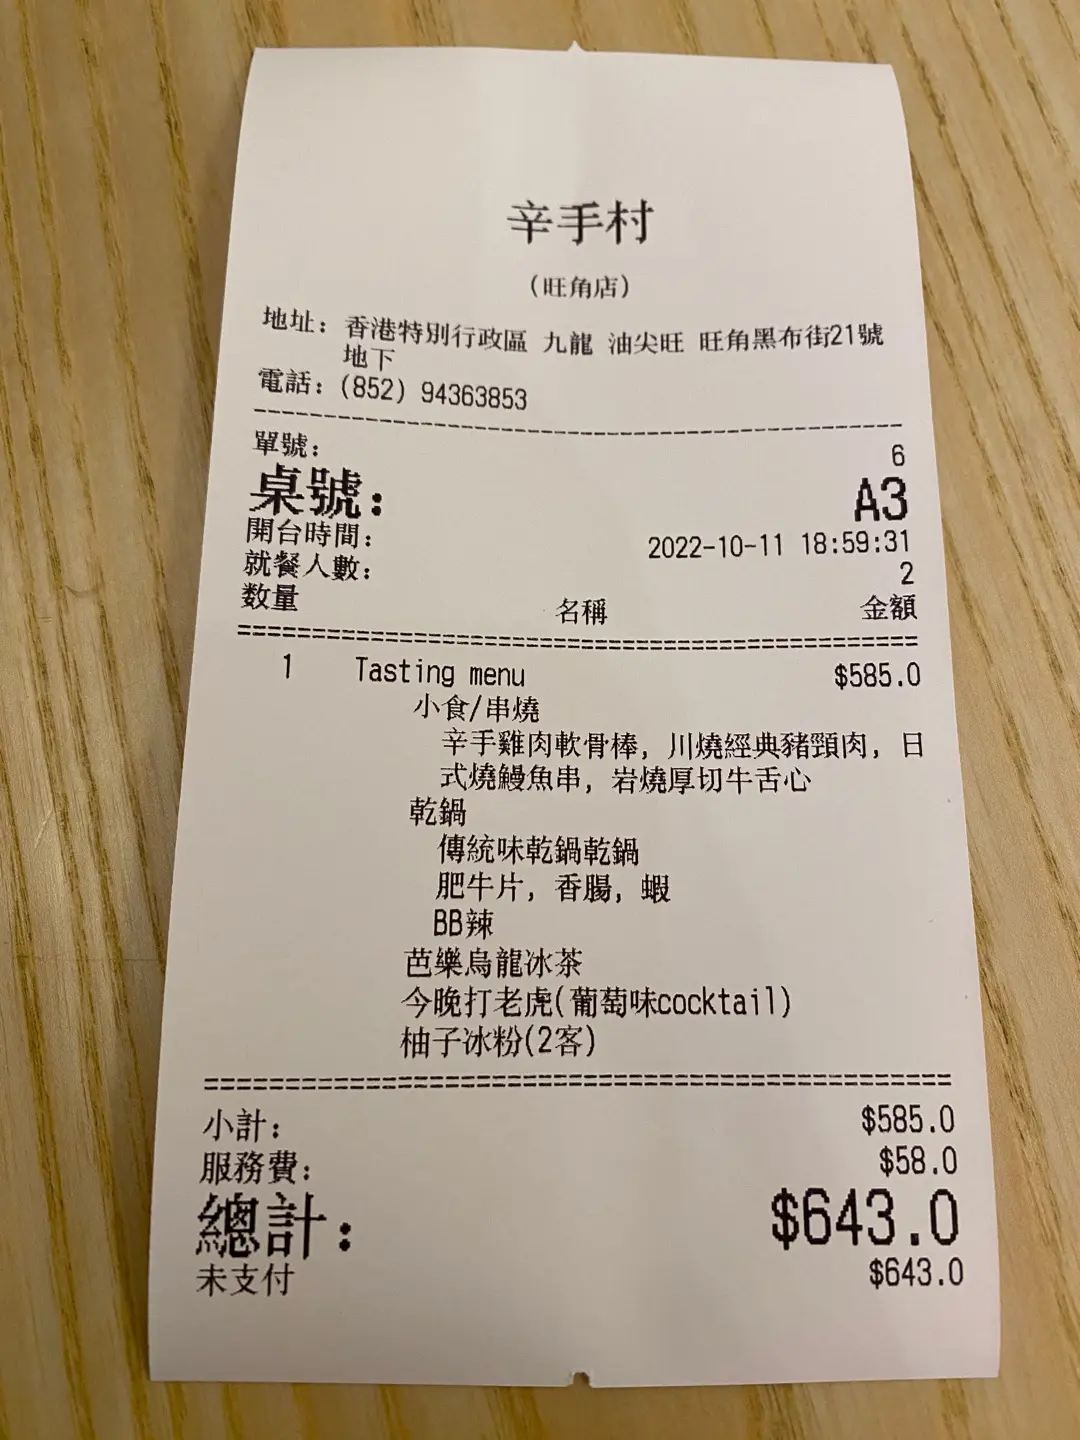 辛手村
(旺角店)
地址: 香港特別行政區 九龍 油尖旺 旺角黑布街21號
地下
電話: (852) 94363853
單號: 6
桌號: A3
開台時間: 2022-10-11 18:59:31
就餐人數: 2
数量 名稱 金額
1 Tasting menu $585.0
小食/串燒
辛手雞肉軟骨棒, 川燒經典豬頸肉, 日
式燒鰻魚串, 岩燒厚切牛舌心
乾鍋
傳統味乾鍋乾鍋
肥牛片, 香腸, 蝦
BB辣
芭樂烏龍冰茶
今晚打老虎(葡萄味cocktail)
柚子冰粉(2客)
小計: $585.0
服務費: $58.0
總計: $643.0
未支付 $643.0